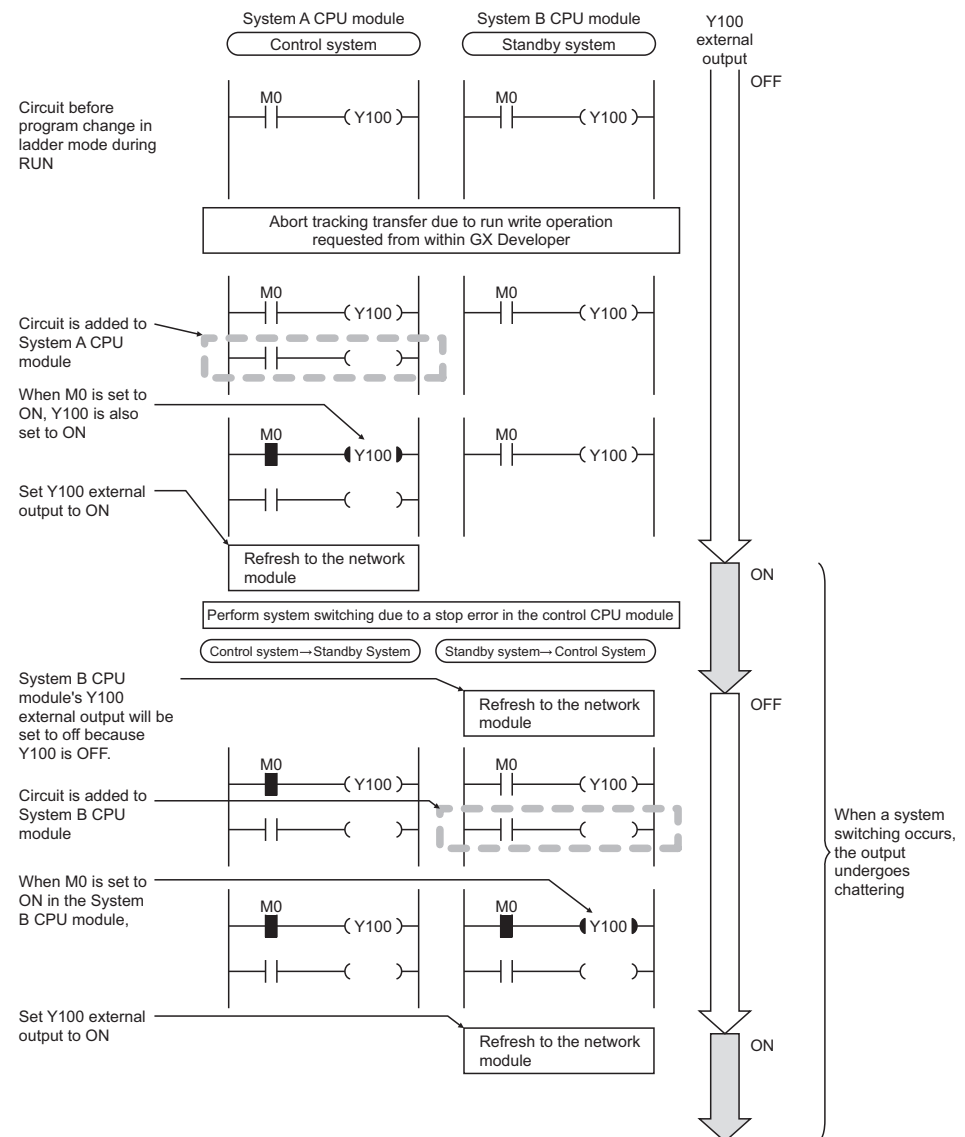 System A CPU module
System B CPU module
Y100
external
output
Control system
Standby system
OFF
Circuit before
program change in
ladder mode during
RUN
M0
Y100
M0
Y100
Abort tracking transfer due to run write operation
requested from within GX Developer
M0
Y100
M0
Y100
Circuit is added to
System A CPU
module
When M0 is set to
ON, Y100 is also
set to ON
M0
Y100
M0
Y100
Set Y100 external
output to ON
Refresh to the network
module
ON
Perform system switching due to a stop error in the control CPU module
Control system→Standby System
Standby system→Control System
System B CPU
module's Y100
external output will be
set to off because
Y100 is OFF.
Refresh to the network
module
OFF
M0
Y100
M0
Y100
Circuit is added to
System B CPU
module
When a system
switching occurs,
the output
undergoes
chattering
When M0 is set to
ON in the System
B CPU module,
M0
Y100
M0
Y100
Set Y100 external
output to ON
Refresh to the network
module
ON